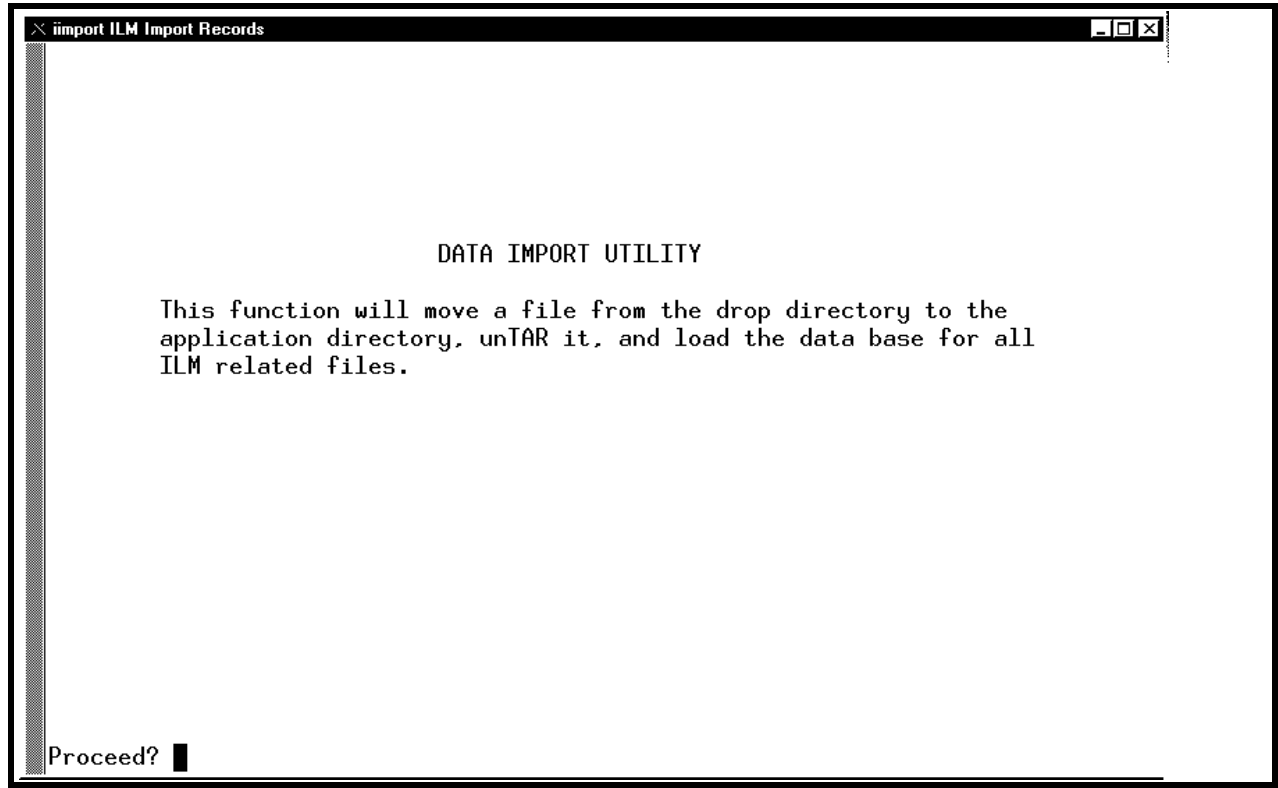 iimport ILM Import Records
DATA IMPORT UTILITY
This function will move a file from the drop directory to the
application directory, unTAR it, and load the data base for all
ILM related files.
Proceed?